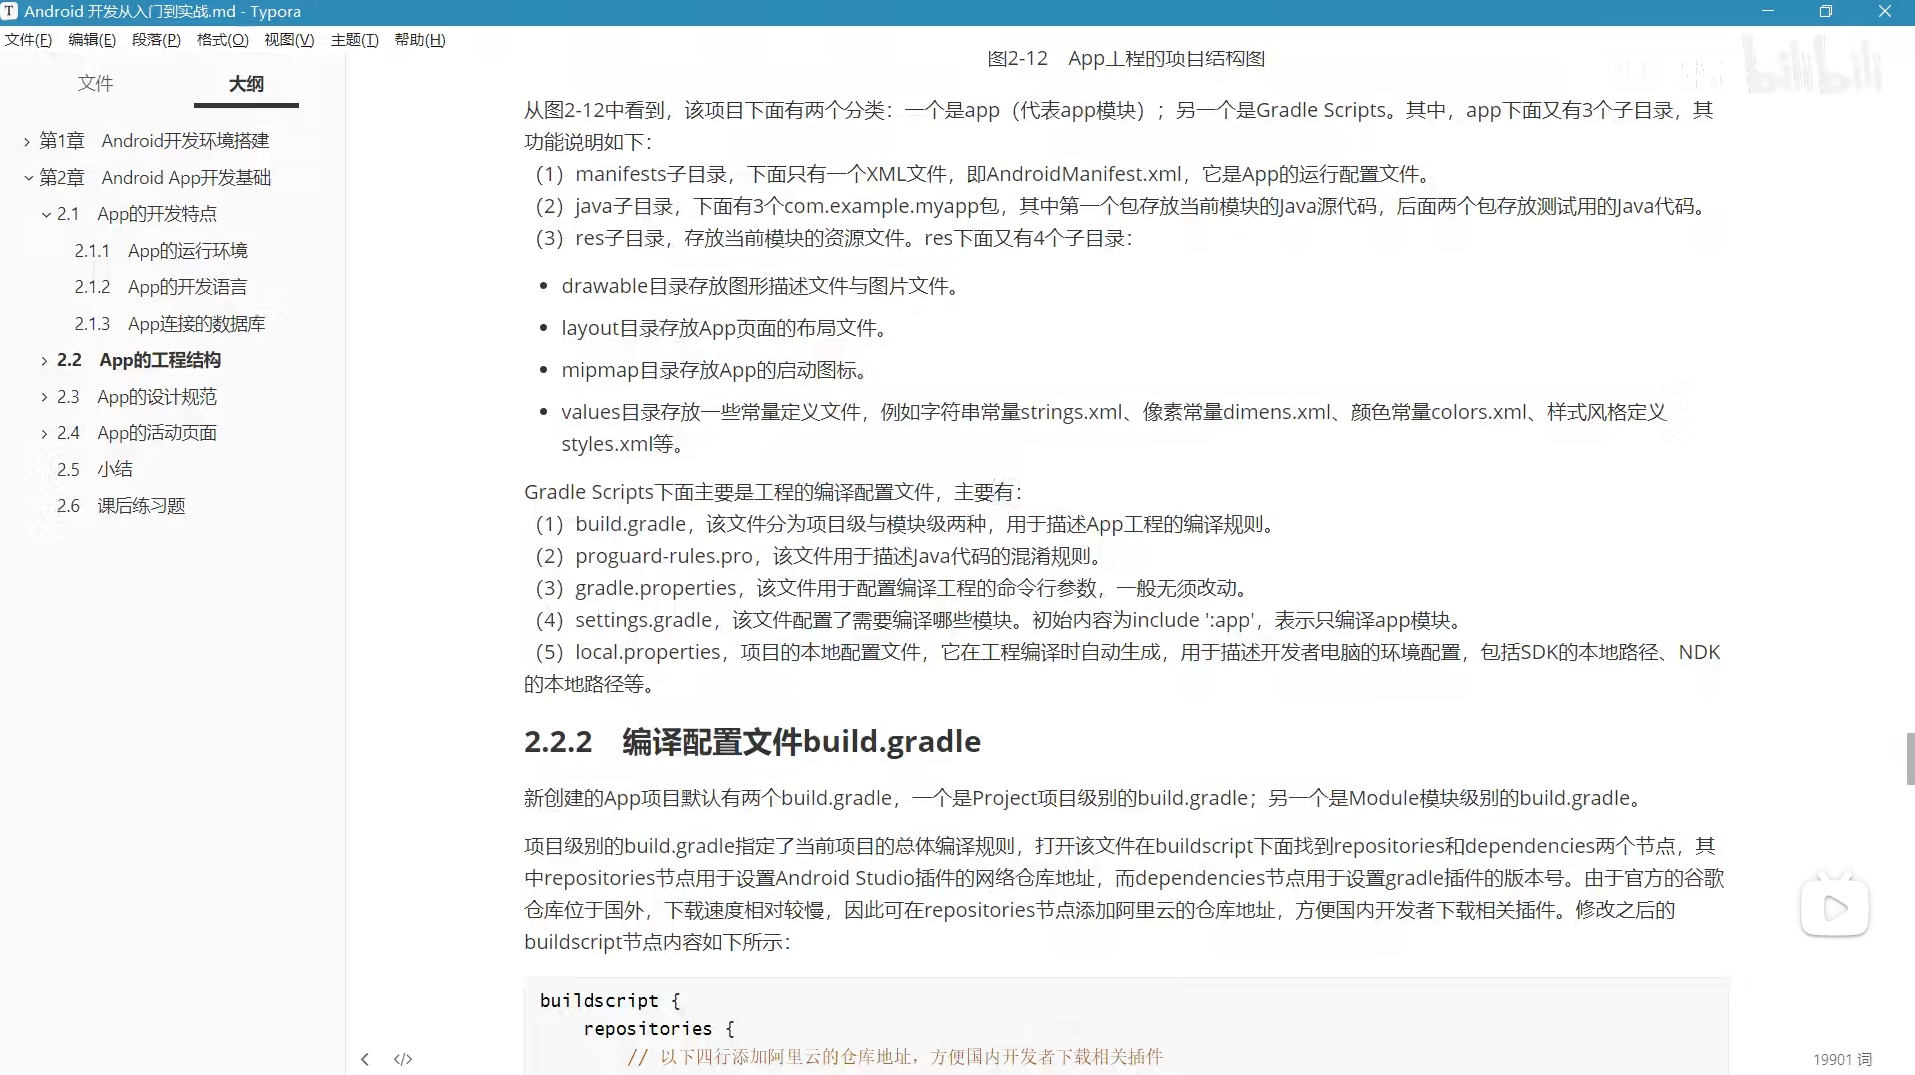 Android 开发从入门到实战.md - Typora
文件(F) 编辑(E) 段落(P) 格式(O) 视图(V) 主题(T) 帮助(H)
文件 大纲
第1章 Android开发环境搭建
第2章 Android App开发基础
2.1 App的开发特点
2.1.1 App的运行环境
2.1.2 App的开发语言
2.1.3 App连接的数据库
2.2 App的工程结构
2.3 App的设计规范
2.4 App的活动页面
2.5 小结
2.6 课后练习题
图2-12 App工程的项目结构图
bilibili
从图2-12中看到，该项目下面有两个分类：一个是app（代表app模块）；另一个是Gradle Scripts。其中，app下面又有3个子目录，其
功能说明如下：
（1）manifests子目录，下面只有一个XML文件，即AndroidManifest.xml，它是App的运行配置文件。
（2）java子目录，下面有3个com.example.myapp包，其中第一个包存放当前模块的Java源代码，后面两个包存放测试用的Java代码。
（3）res子目录，存放当前模块的资源文件。res下面又有4个子目录：
• drawable目录存放图形描述文件与图片文件。
• layout目录存放App页面的布局文件。
• mipmap目录存放App的启动图标。
• values目录存放一些常量定义文件，例如字符串常量strings.xml、像素常量dimens.xml、颜色常量colors.xml、样式风格定义
styles.xml等。
Gradle Scripts下面主要是工程的编译配置文件，主要有：
（1）build.gradle，该文件分为项目级与模块级两种，用于描述App工程的编译规则。
（2）proguard-rules.pro，该文件用于描述Java代码的混淆规则。
（3）gradle.properties，该文件用于配置编译工程的命令行参数，一般无须改动。
（4）settings.gradle，该文件配置了需要编译哪些模块。初始内容为include ':app'，表示只编译app模块。
（5）local.properties，项目的本地配置文件，它在工程编译时自动生成，用于描述开发者电脑的环境配置，包括SDK的本地路径、NDK
的本地路径等。
2.2.2 编译配置文件build.gradle
新创建的App项目默认有两个build.gradle，一个是Project项目级别的build.gradle；另一个是Module模块级别的build.gradle。
项目级别的build.gradle指定了当前项目的总体编译规则，打开该文件在buildscript下面找到repositories和dependencies两个节点，其
中repositories节点用于设置Android Studio插件的网络仓库地址，而dependencies节点用于设置gradle插件的版本号。由于官方的谷歌
仓库位于国外，下载速度相对较慢，因此可在repositories节点添加阿里云的仓库地址，方便国内开发者下载相关插件。修改之后的
buildscript节点内容如下所示：
buildscript {
repositories {
// 以下四行添加阿里云的仓库地址，方便国内开发者下载相关插件
</> 19901 词